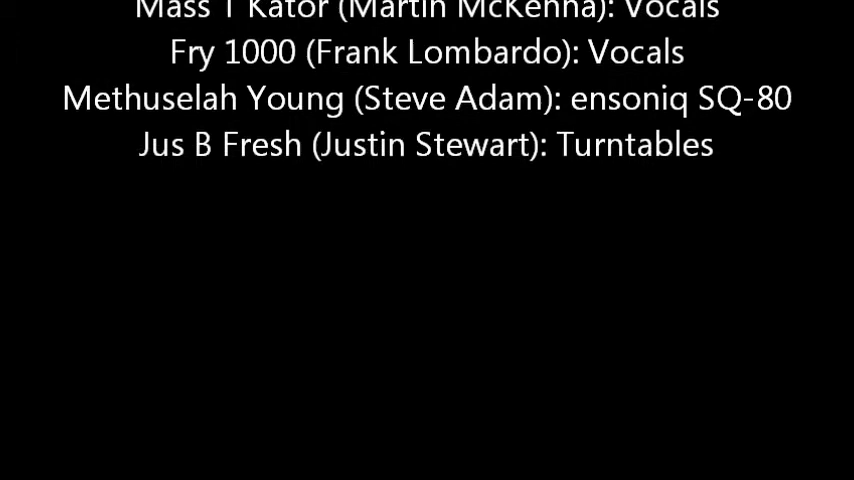 Mass T Kator (Martin McKenna): Vocals
Fry 1000 (Frank Lombardo): Vocals
Methuselah Young (Steve Adam): ensoniq SQ-80
Jus B Fresh (Justin Stewart): Turntables